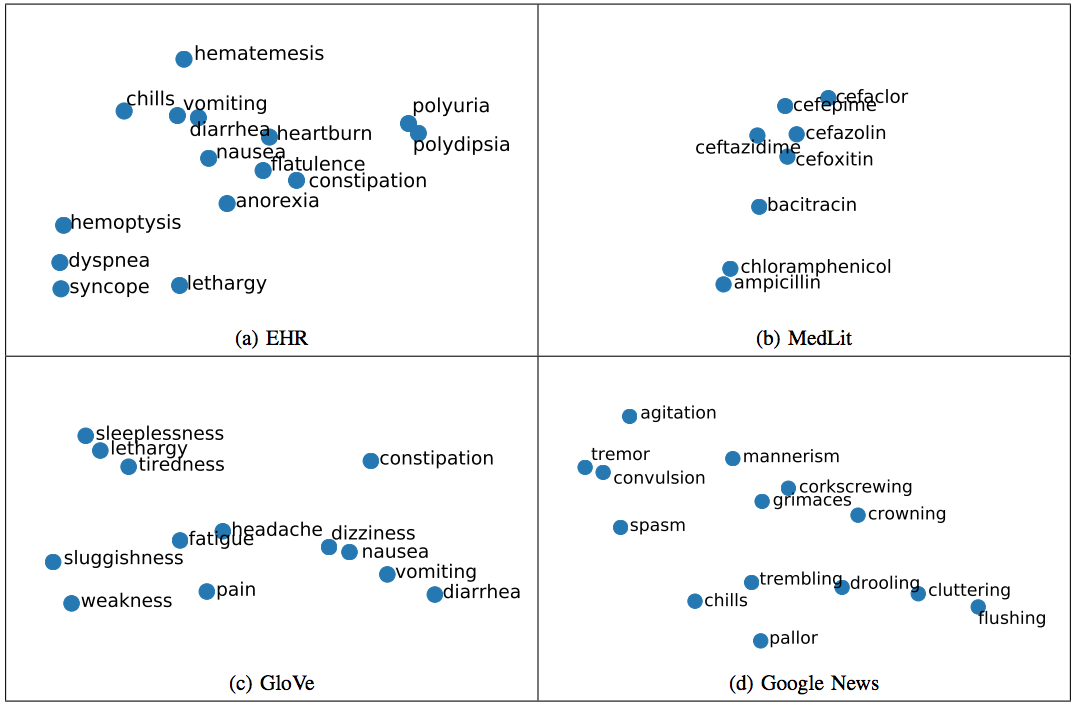 hematemesis
chills
vomiting
diarrhea
heartburn
polyuria
polydipsia
nausea
flatulence
constipation
anorexia
hemoptysis
dyspnea
syncope
lethargy
(a) EHR
cefaclor
cefepime
cefazolin
ceftazidime
cefoxitin
bacitracin
chloramphenicol
ampicillin
(b) MedLit
sleeplessness
lethargy
tiredness
constipation
headache
fatigue
dizziness
nausea
sluggishness
vomiting
pain
weakness
diarrhea
(c) GloVe
agitation
tremor
convulsion
mannerism
corkscrewing
grimaces
crowning
spasm
trembling
drooling
cluttering
chills
flushing
pallor
(d) Google News